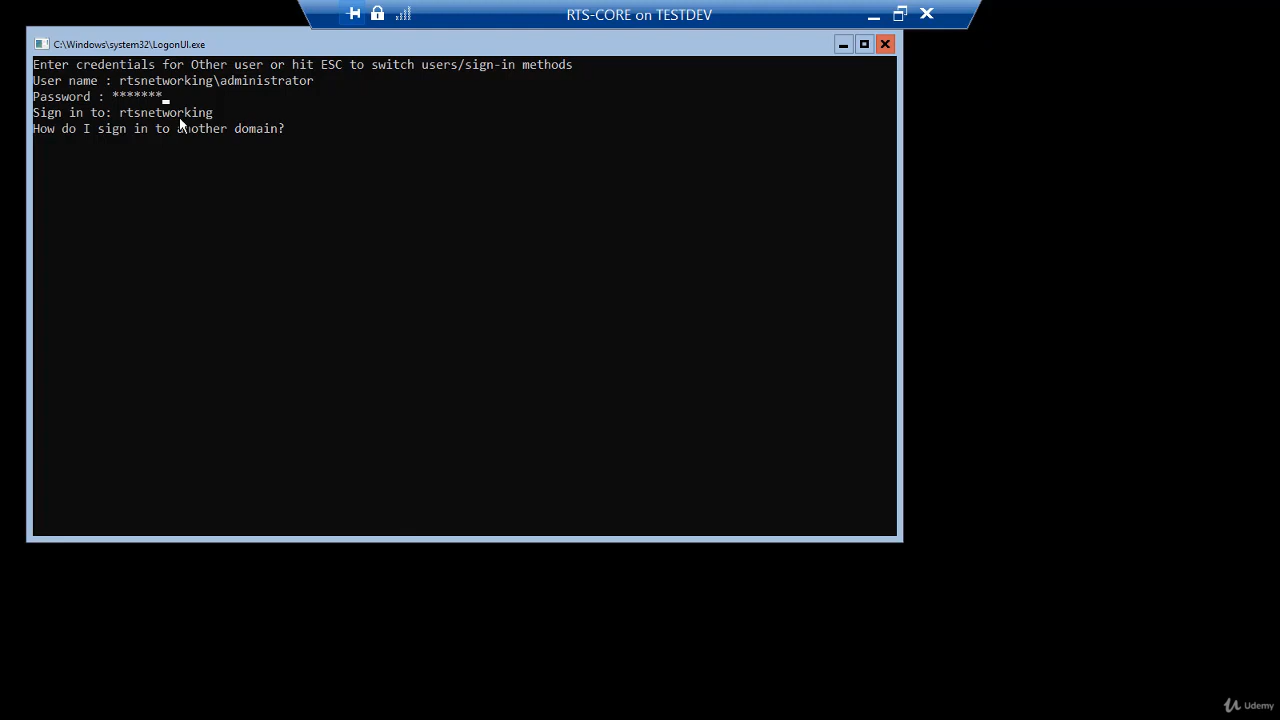 RTS-CORE on TESTDEV
C:\Windows\system32\LogonUI.exe
Enter credentials for Other user or hit ESC to switch users/sign-in methods
User name : rtsnetworking\administrator
Password : *******_
Sign in to: rtsnetworking
How do I sign in to another domain?
Udemy